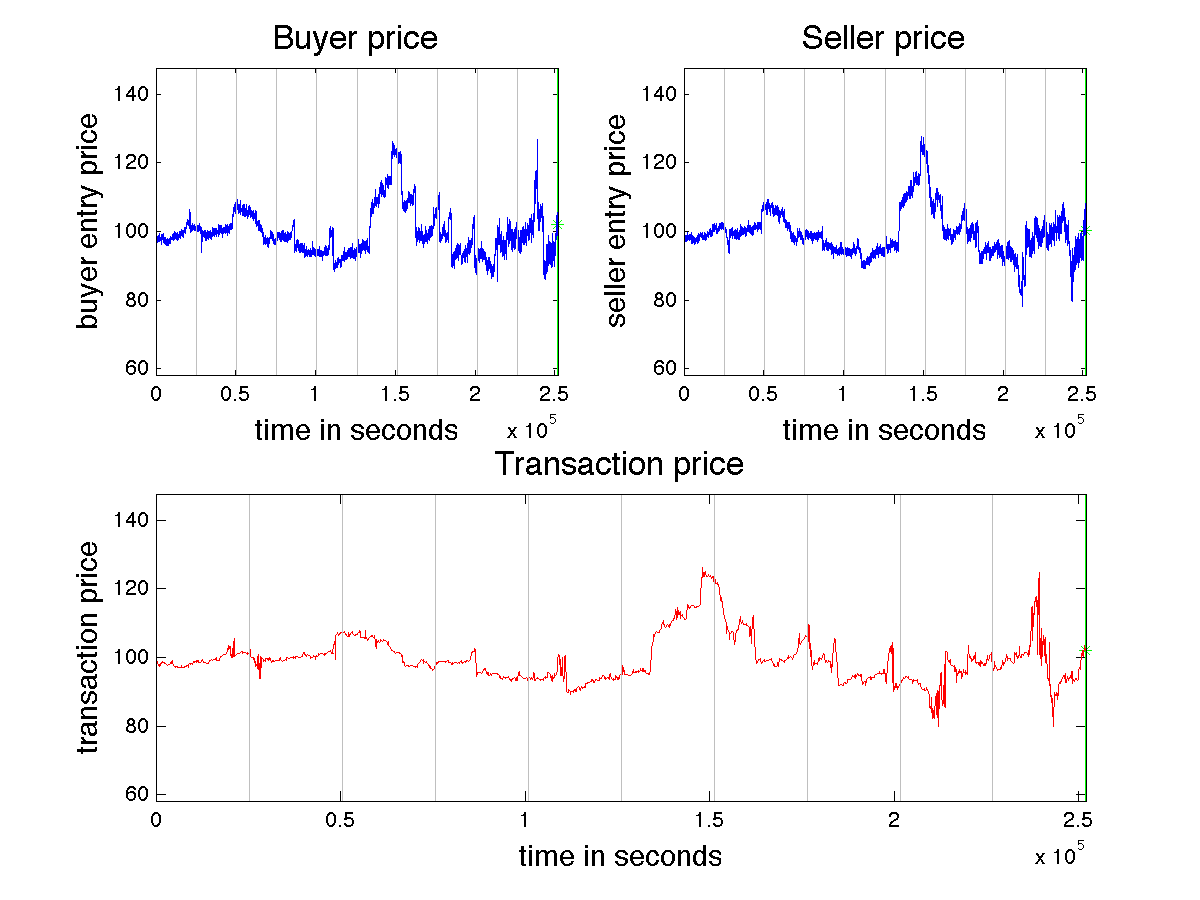 Buyer price
buyer entry price
140
120
100
80
60
0 0.5 1 1.5 2 2.5
x 10^5
time in seconds
Seller price
seller entry price
140
120
100
80
60
0 0.5 1 1.5 2 2.5
x 10^5
time in seconds
Transaction price
transaction price
140
120
100
80
60
0 0.5 1 1.5 2 2.5
x 10^5
time in seconds